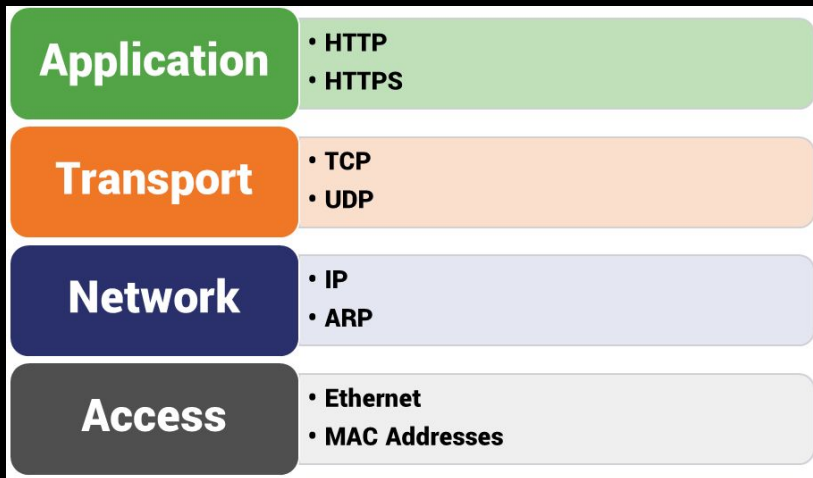 Application
• HTTP
• HTTPS
Transport
• TCP
• UDP
Network
• IP
• ARP
Access
• Ethernet
• MAC Addresses